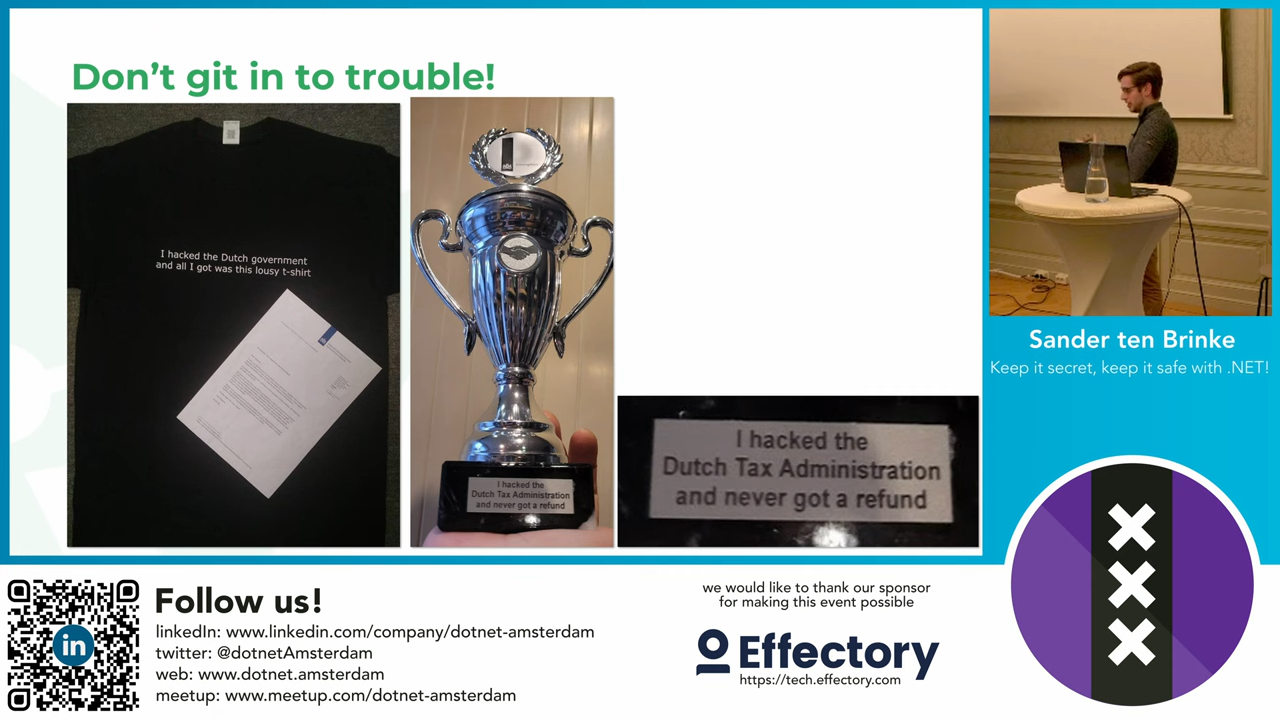 Don't git in to trouble!
I hacked the Dutch government
and all I got was this lousy t-shirt
I hacked the
Dutch Tax Administration
and never got a refund
I hacked the
Dutch Tax Administration
and never got a refund
Sander ten Brinke
Keep it secret, keep it safe with .NET!
Follow us!
linkedIn: www.linkedin.com/company/dotnet-amsterdam
twitter: @dotnetAmsterdam
web: www.dotnet.amsterdam
meetup: www.meetup.com/dotnet-amsterdam
in
we would like to thank our sponsor
for making this event possible
Effectory
https://tech.effectory.com